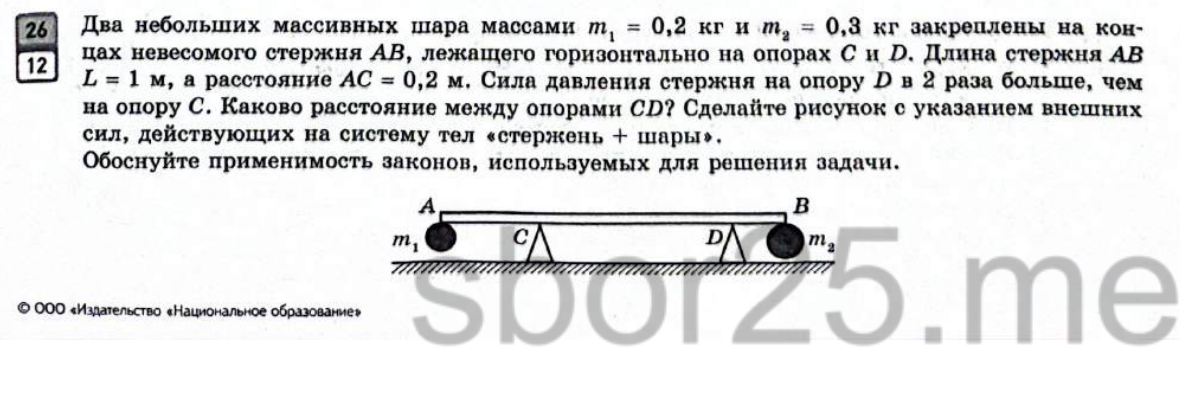 26
12
Два небольших массивных шара массами m₁ = 0,2 кг и m₂ = 0,3 кг закреплены на кон-
цах невесомого стержня AB, лежащего горизонтально на опорах C и D. Длина стержня AB
L = 1 м, а расстояние AC = 0,2 м. Сила давления стержня на опору D в 2 раза больше, чем
на опору C. Каково расстояние между опорами CD? Сделайте рисунок с указанием внешних
сил, действующих на систему тел «стержень + шары».
Обоснуйте применимость законов, используемых для решения задачи.
A B
m₁ C D m₂
© ООО «Издательство «Национальное образование»
sbor25.me